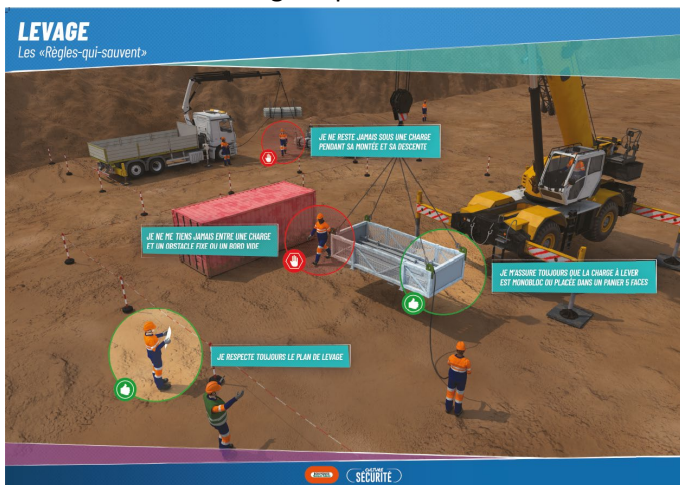 LEVAGE
Les «Règles-qui-sauvent»
JE NE RESTE JAMAIS SOUS UNE CHARGE
PENDANT SA MONTÉE ET SA DESCENTE
JE NE ME TIENS JAMAIS ENTRE UNE CHARGE
ET UN OBSTACLE FIXE OU UN BORD VIDE
JE M'ASSURE TOUJOURS QUE LA CHARGE À LEVER
EST MONOBLOC OU PLACÉE DANS UN PANIER 5 FACES
JE RESPECTE TOUJOURS LE PLAN DE LEVAGE
CULTURE
SÉCURITÉ